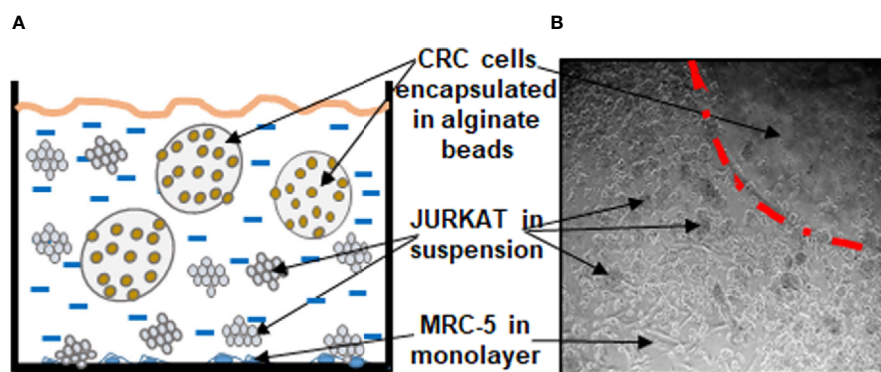 A
B
CRC cells
encapsulated
in alginate
beads
JURKAT in
suspension
MRC-5 in
monolayer